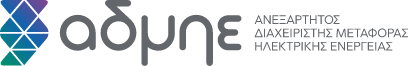 αδμηε
ΑΝΕΞΑΡΤΗΤΟΣ
ΔΙΑΧΕΙΡΙΣΤΗΣ ΜΕΤΑΦΟΡΑΣ
ΗΛΕΚΤΡΙΚΗΣ ΕΝΕΡΓΕΙΑΣ